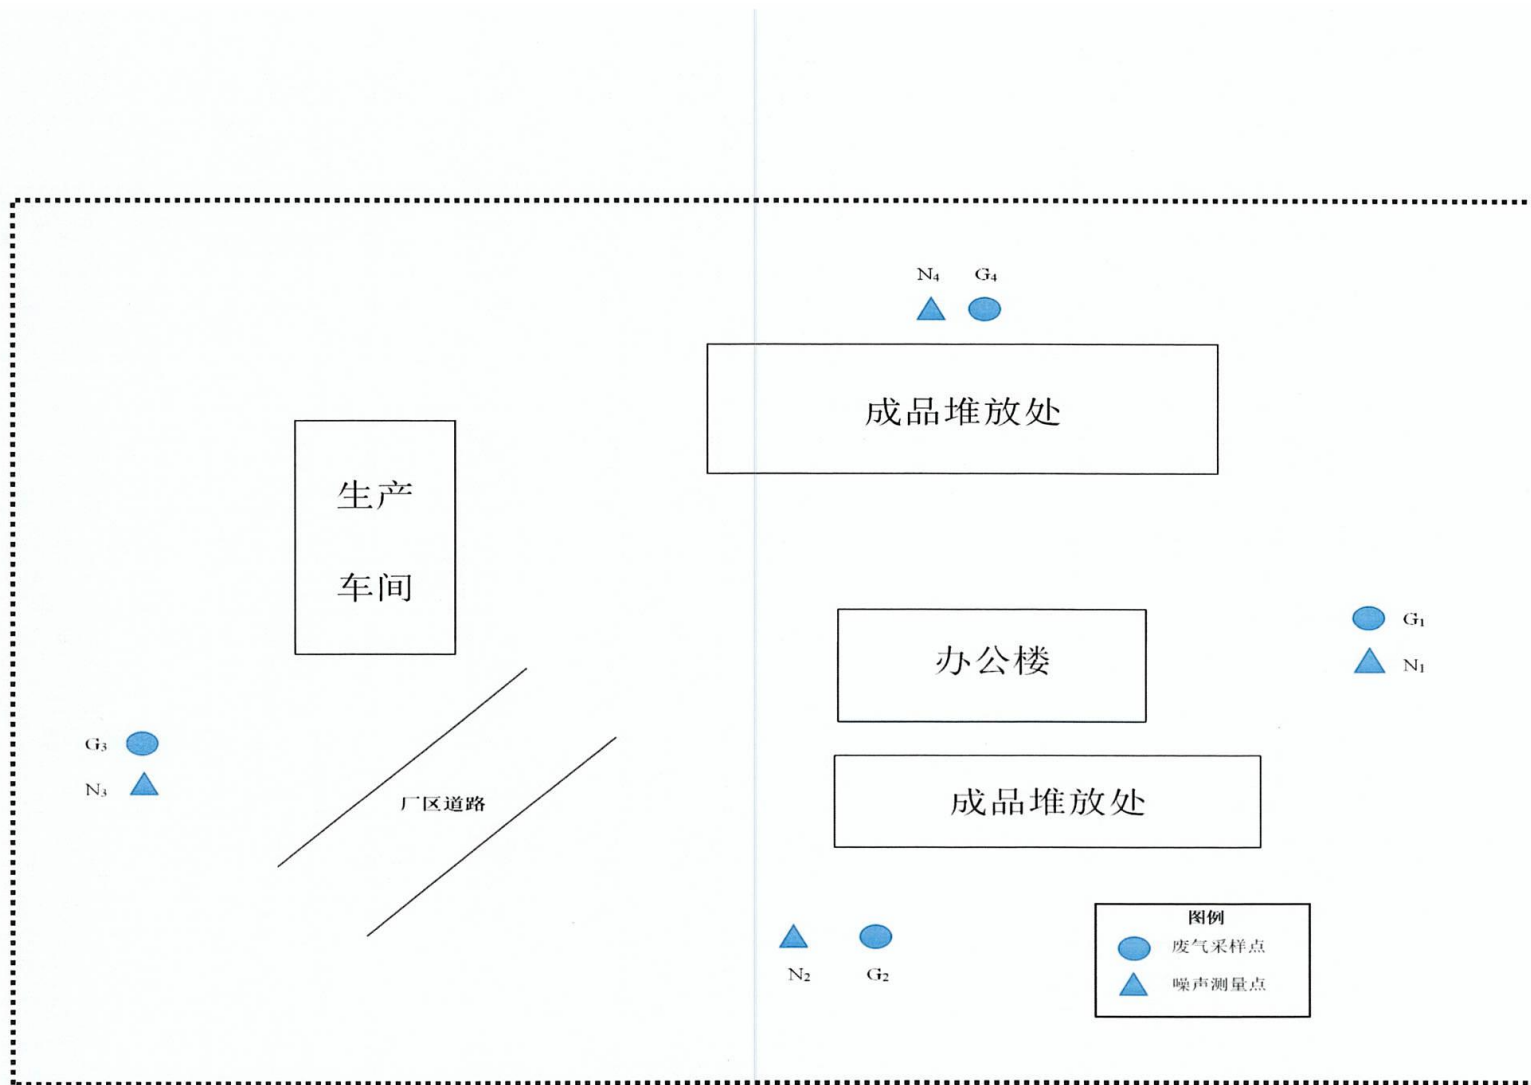 N₄ G₄
成品堆放处
生产
车间
办公楼
G₁
N₁
G₃
N₃
厂区道路
成品堆放处
N₂ G₂
图例
废气采样点
噪声测量点